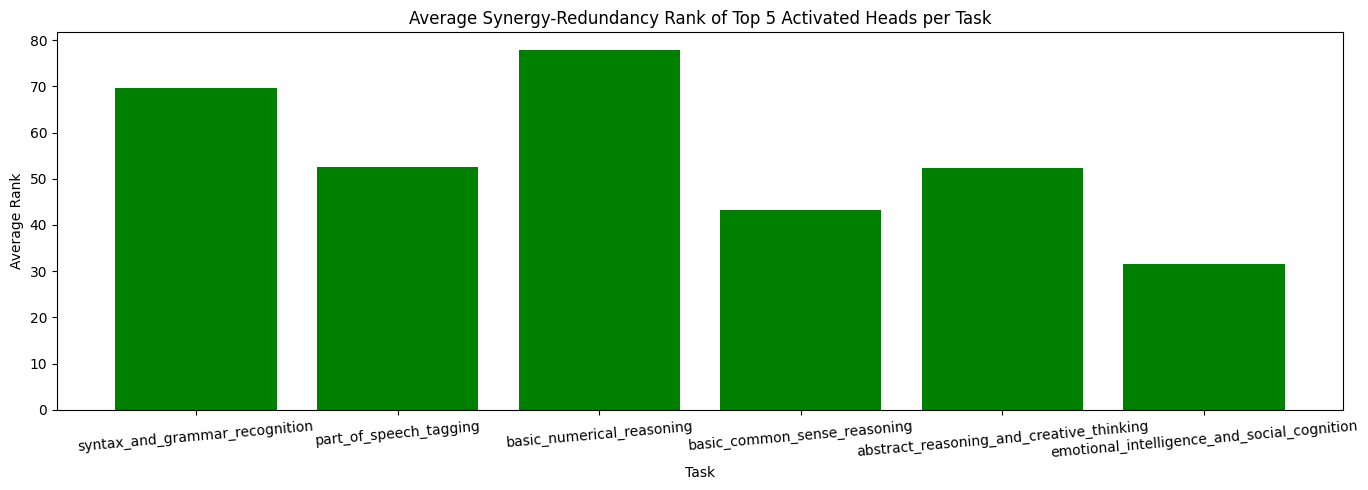 Average Synergy-Redundancy Rank of Top 5 Activated Heads per Task
80
70
60
50
40
30
20
10
0
Average Rank
syntax_and_grammar_recognition
part_of_speech_tagging
basic_numerical_reasoning
basic_common_sense_reasoning
abstract_reasoning_and_creative_thinking
emotional_intelligence_and_social_cognition
Task